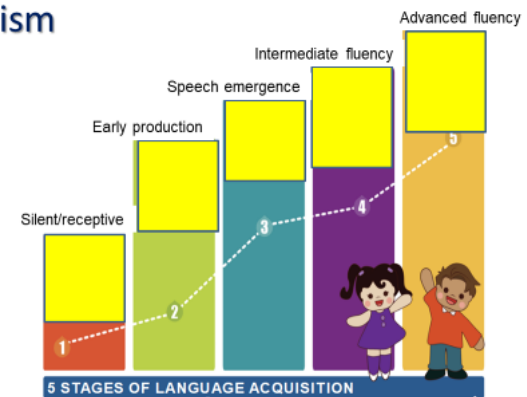 ism
Advanced fluency
Intermediate fluency
Speech emergence
Early production
Silent/receptive
5
4
3
2
1
5 STAGES OF LANGUAGE ACQUISITION